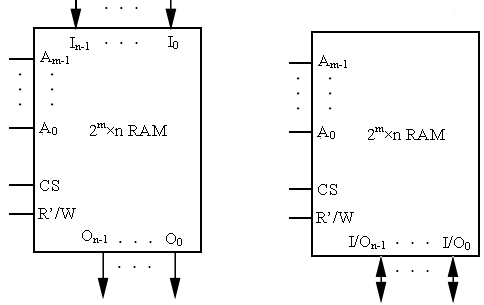 Iₙ₋₁ · · · I₀
Aₘ₋₁
A₀
2ᵐ×n RAM
CS
R'/W
Oₙ₋₁ · · · O₀
Aₘ₋₁
A₀
2ᵐ×n RAM
CS
R'/W
I/Oₙ₋₁ · · · I/O₀